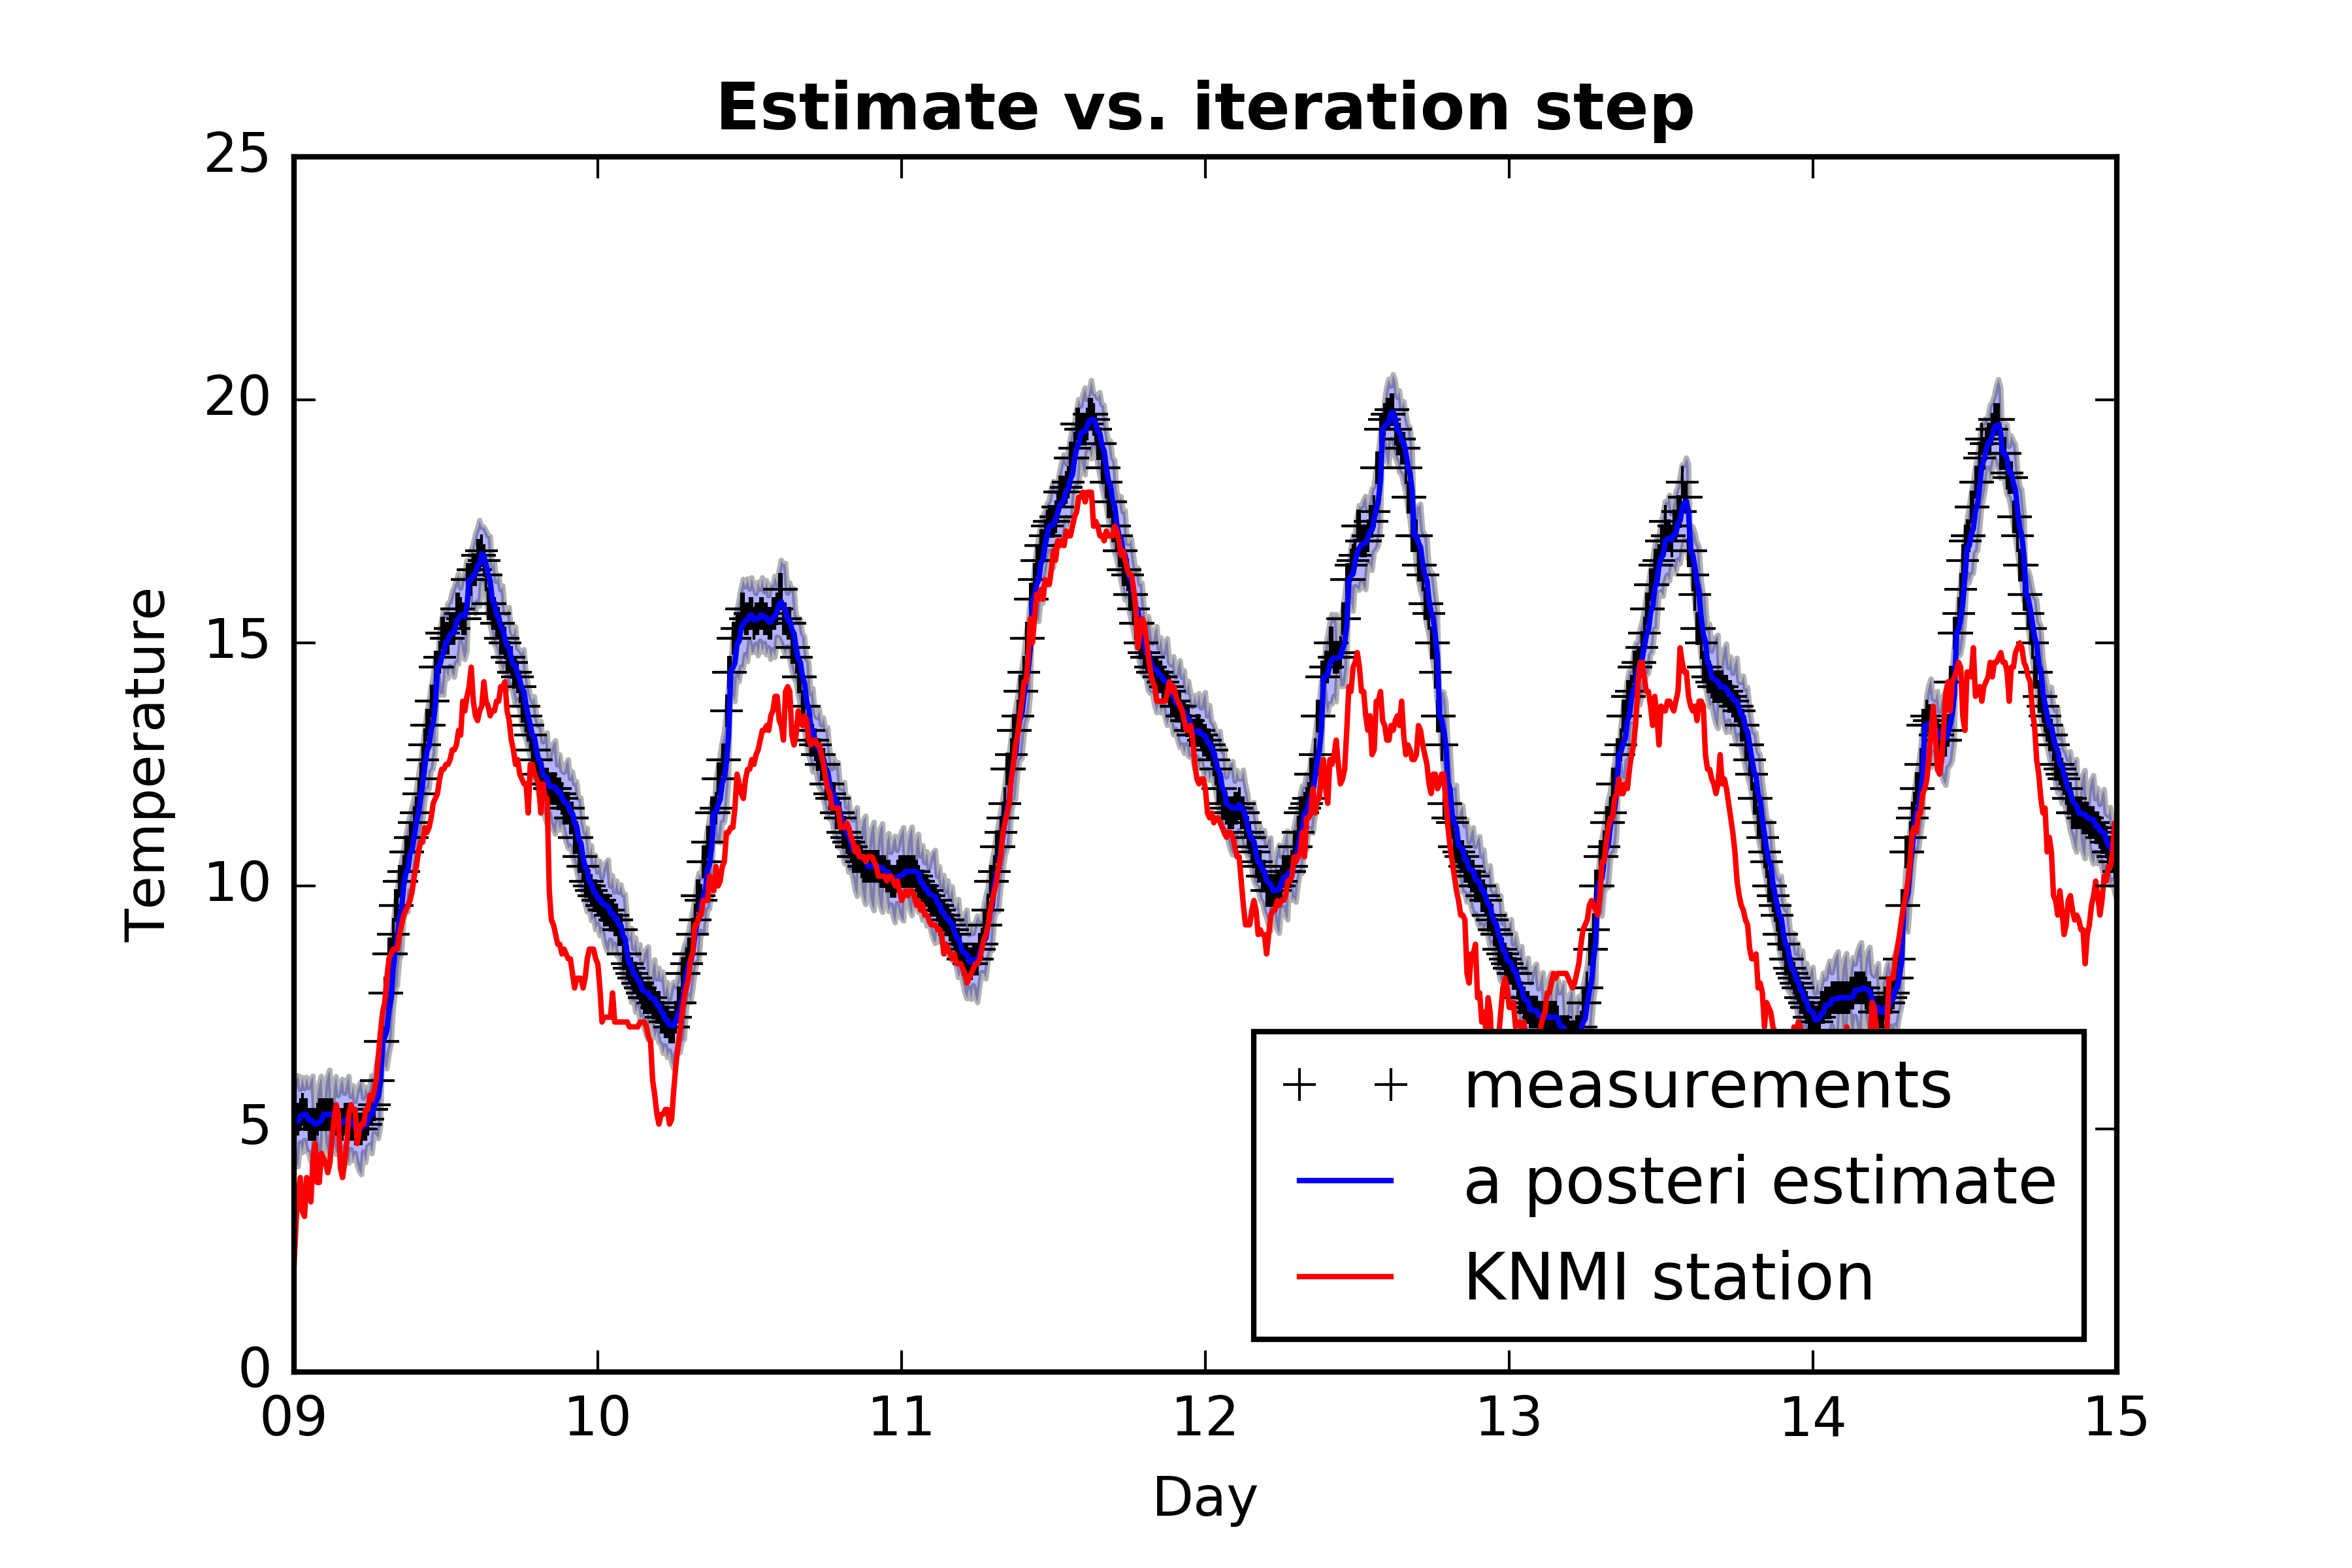 Estimate vs. iteration step
25
20
15
10
5
0
Temperature
09 10 11 12 13 14 15
Day
measurements
a posteri estimate
KNMI station